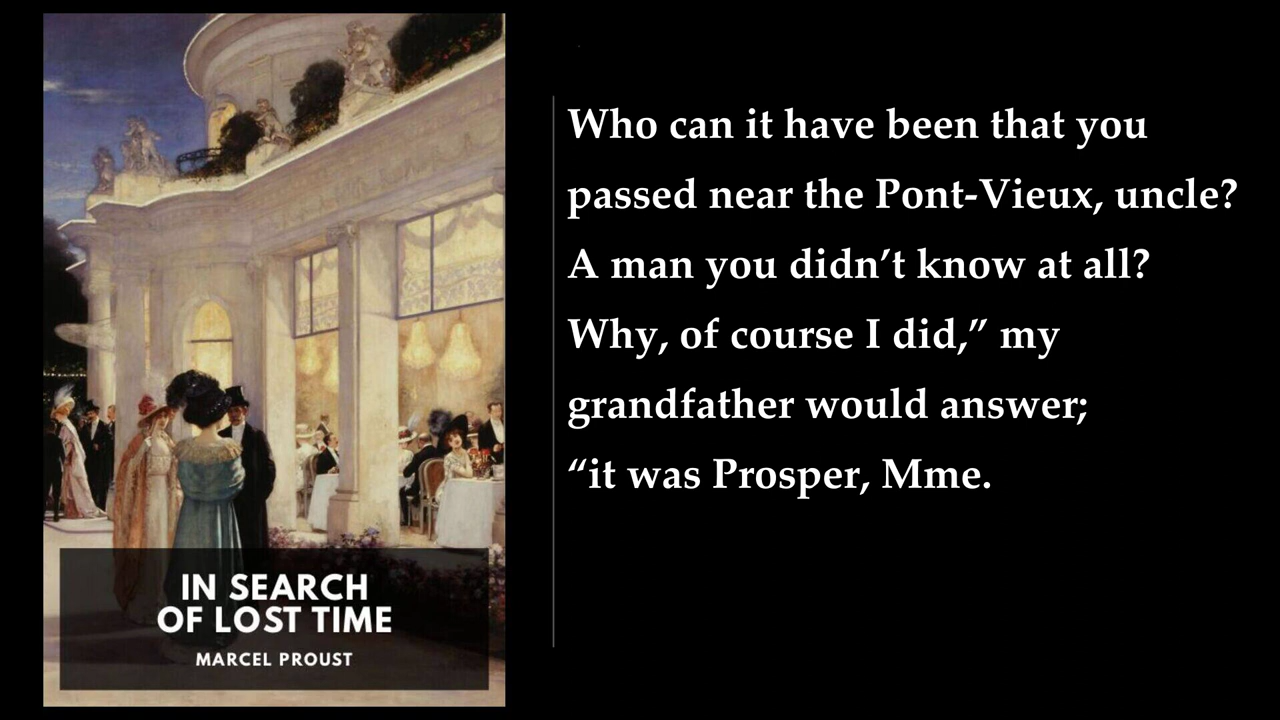 Who can it have been that you
passed near the Pont-Vieux, uncle?
A man you didn’t know at all?
Why, of course I did,” my
grandfather would answer;
“it was Prosper, Mme.
IN SEARCH
OF LOST TIME
MARCEL PROUST